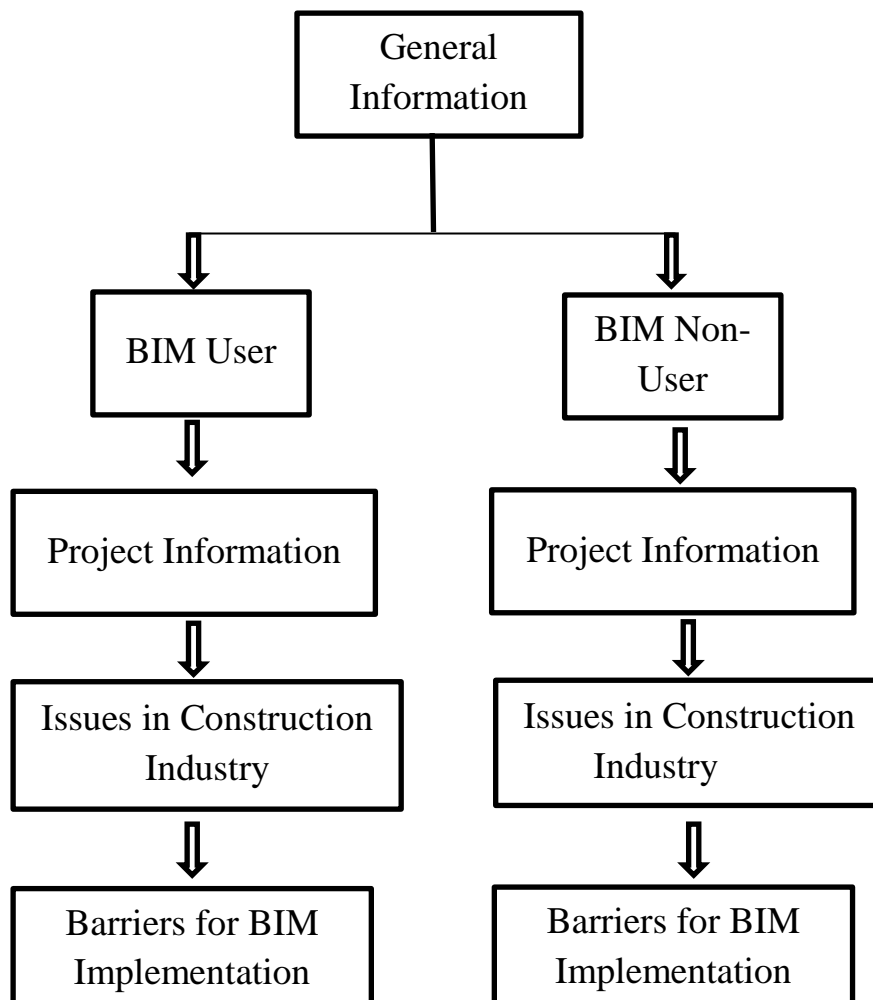 General
Information
BIM User
BIM Non-
User
Project Information
Project Information
Issues in Construction
Industry
Issues in Construction
Industry
Barriers for BIM
Implementation
Barriers for BIM
Implementation